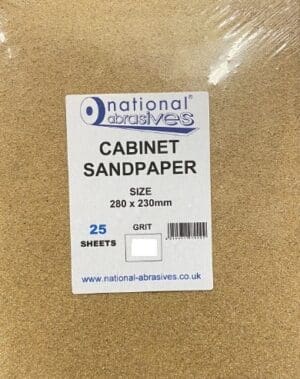 national®
abrasives
CABINET
SANDPAPER
SIZE
280 x 230mm
25
SHEETS
GRIT
www.national-abrasives.co.uk